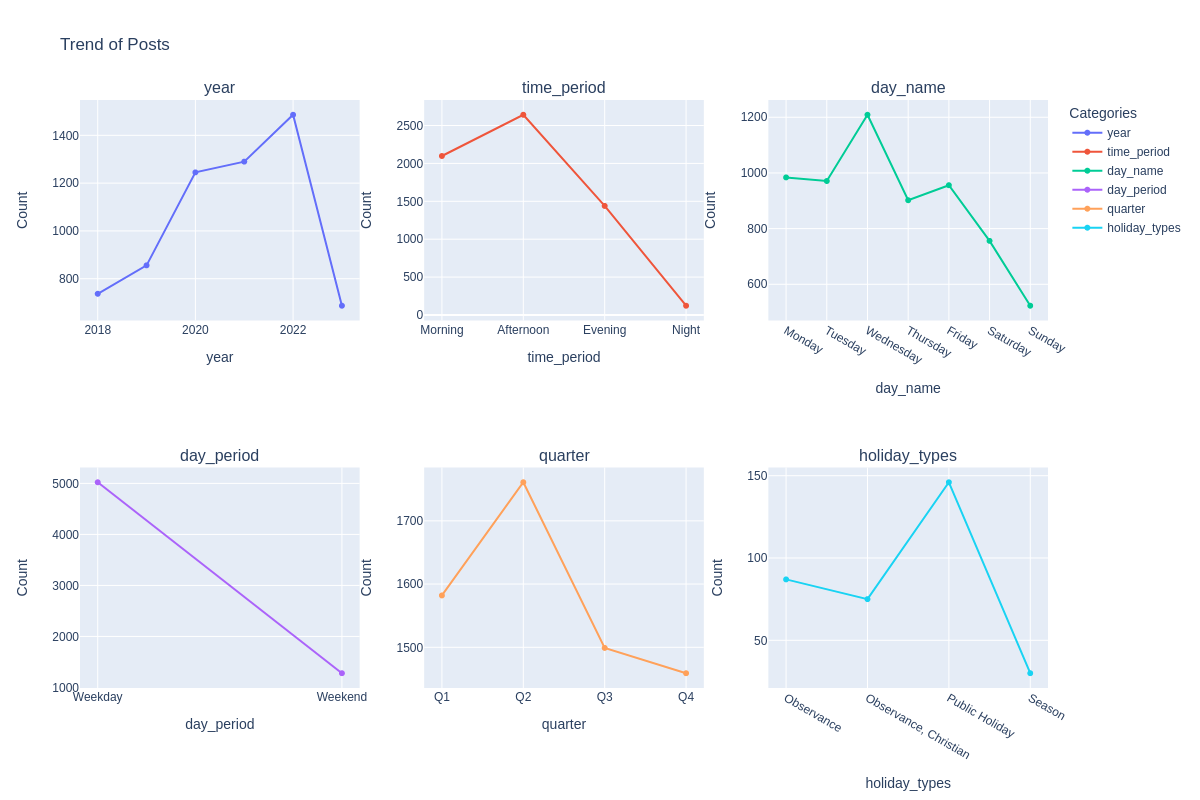 Trend of Posts
year
1400
1200
1000
800
Count
2018
2020
2022
year
time_period
2500
2000
1500
1000
500
0
Count
Morning
Afternoon
Evening
Night
time_period
day_name
1200
1000
800
600
Count
Monday
Tuesday
Wednesday
Thursday
Friday
Saturday
Sunday
day_name
Categories
year
time_period
day_name
day_period
quarter
holiday_types
day_period
5000
4000
3000
2000
1000
Count
Weekday
Weekend
day_period
quarter
1700
1600
1500
Count
Q1
Q2
Q3
Q4
quarter
holiday_types
150
100
50
Count
Observance
Observance, Christian
Public Holiday
Season
holiday_types